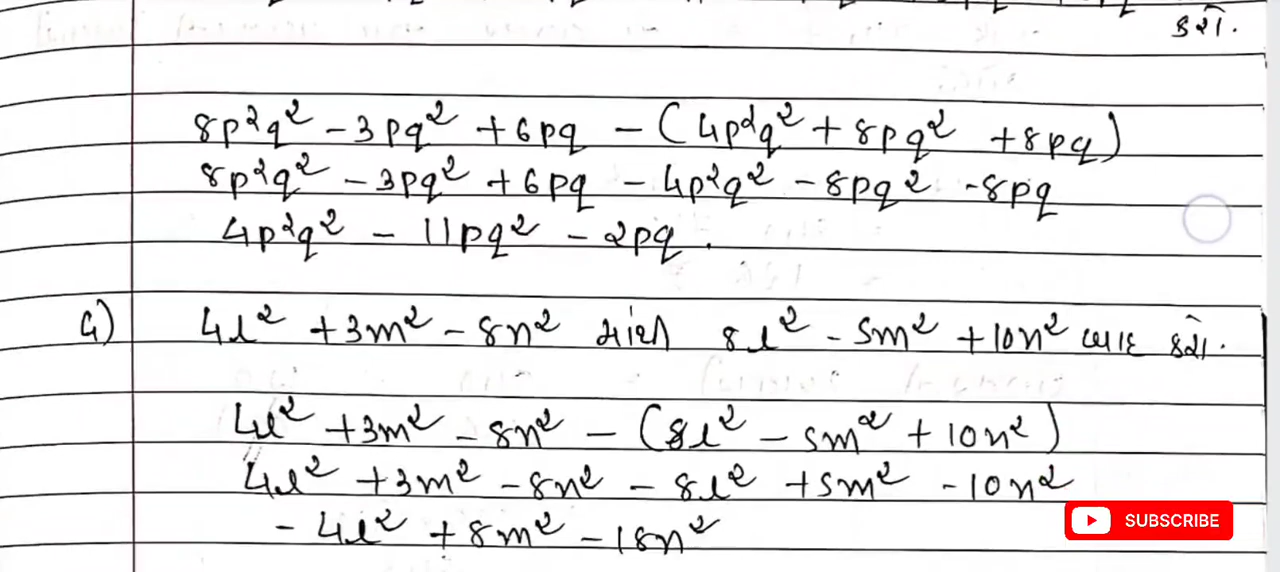 કરો.
8p²q² - 3pq² + 6pq - (4p²q² + 8pq² + 8pq)
8p²q² - 3pq² + 6pq - 4p²q² - 8pq² - 8pq
4p²q² - 11pq² - 2pq.
4l² + 3m² - 8n² માંથી 8l² - 5m² + 10n² બાદ કરો.
4l² + 3m² - 8n² - (8l² - 5m² + 10n²)
4l² + 3m² - 8n² - 8l² + 5m² - 10n²
- 4l² + 8m² - 18n²
SUBSCRIBE